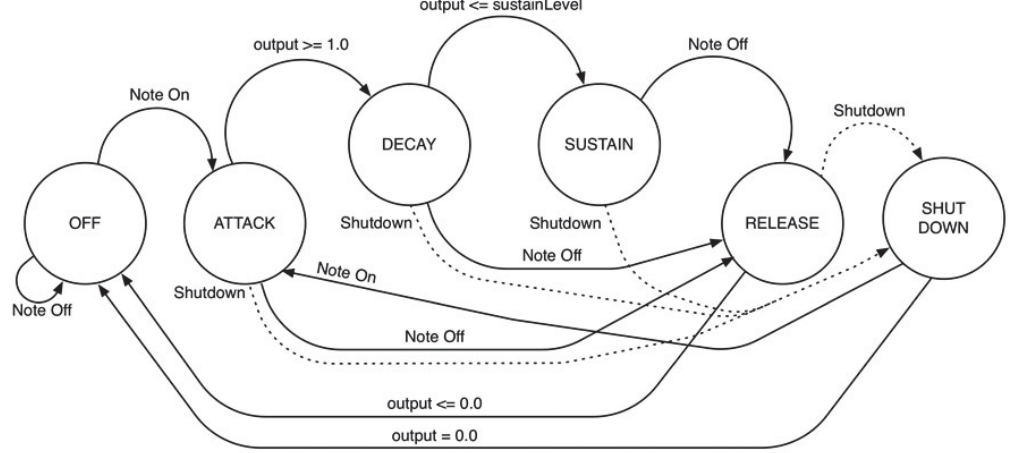 output <= sustainLevel
output >= 1.0
Note Off
Note On
Shutdown
DECAY
SUSTAIN
OFF
ATTACK
RELEASE
SHUT
DOWN
Shutdown
Shutdown
Note Off
Note On
Shutdown
Note Off
Note Off
output <= 0.0
output = 0.0